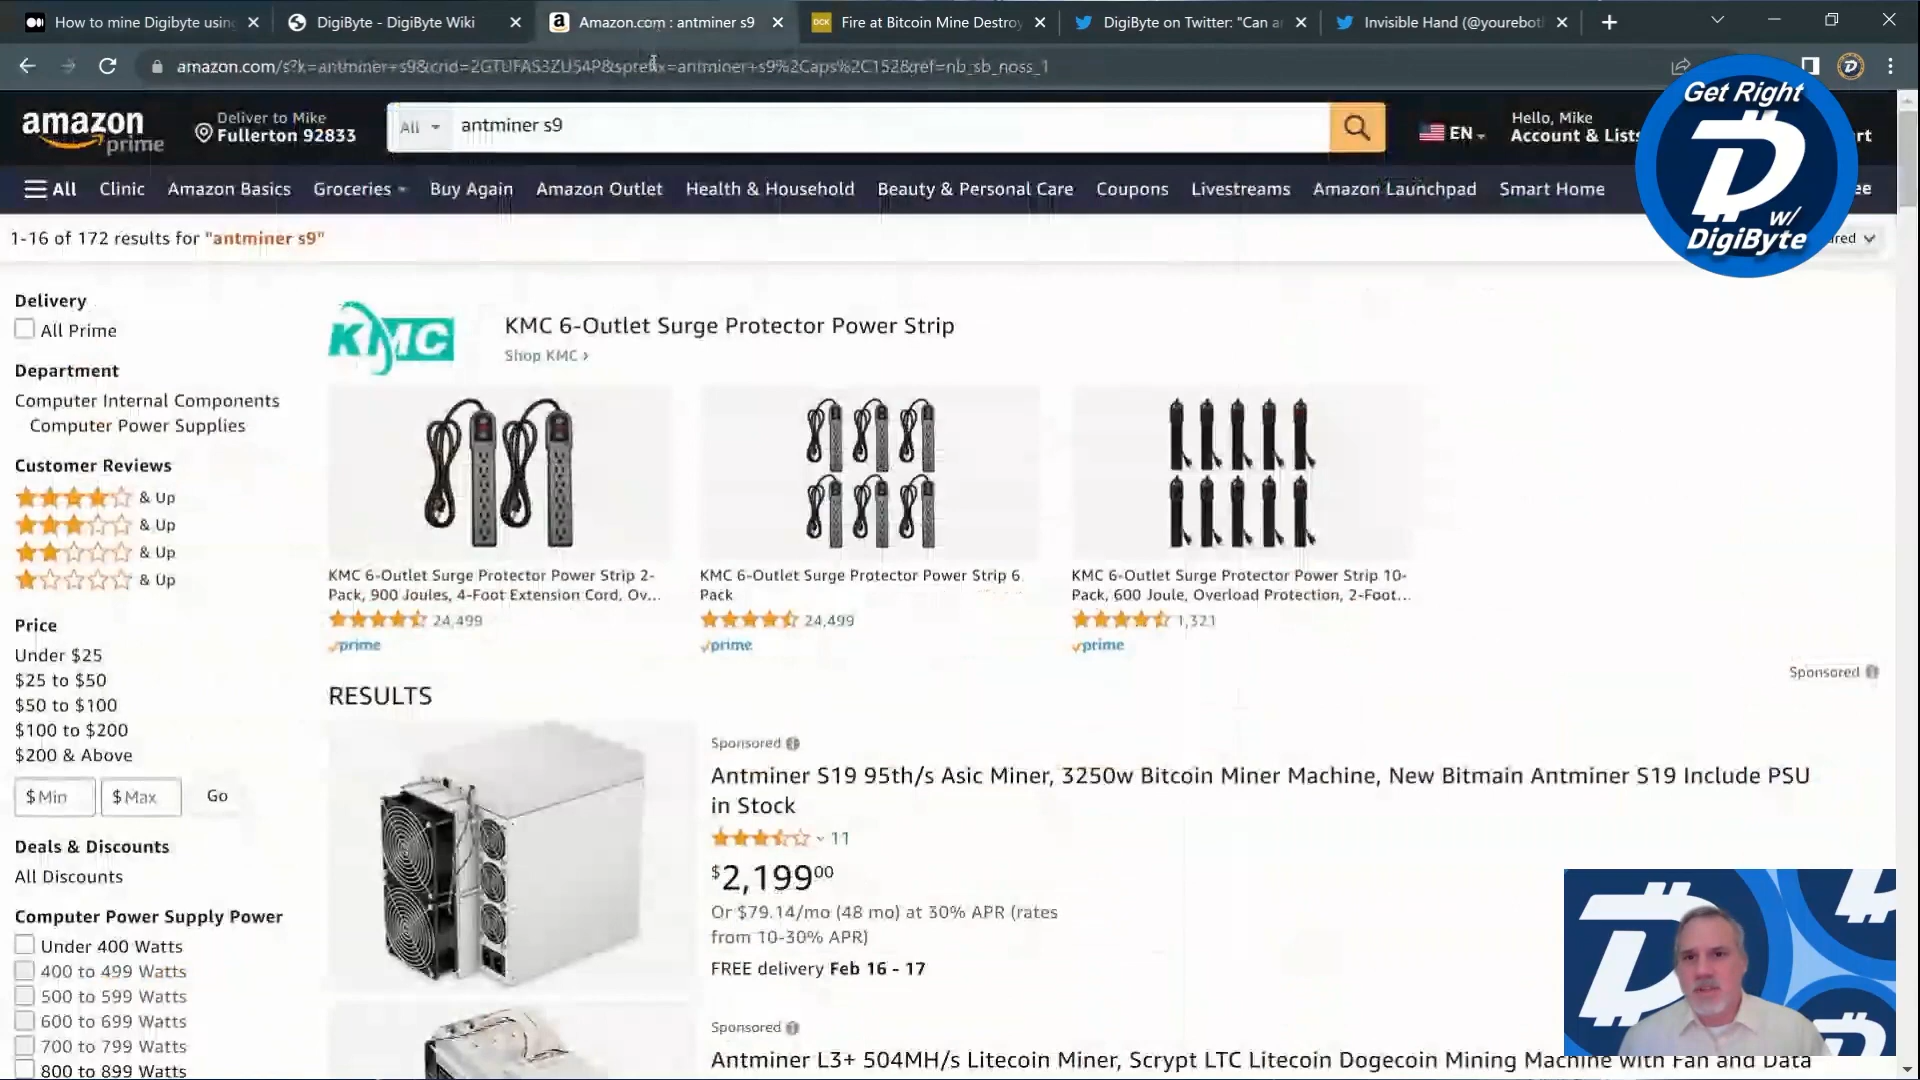 How to mine Digibyte using
DigiByte - DigiByte Wiki
Amazon.com : antminer s9
Fire at Bitcoin Mine Destroy
DigiByte on Twitter: "Can a
Invisible Hand (@yourebot
amazon.com/s?k=antminer+s9&crid=2GTUFAS3ZU54P&sprefix=antminer+s9%2Caps%2C152&ref=nb_sb_noss_1
amazon
prime
Deliver to Mike
Fullerton 92833
All
antminer s9
EN
Hello, Mike
Account & Lists
rt
All
Clinic
Amazon Basics
Groceries
Buy Again
Amazon Outlet
Health & Household
Beauty & Personal Care
Coupons
Livestreams
Amazon Launchpad
Smart Home
ee
Get Right
w/
DigiByte
1-16 of 172 results for "antminer s9"
red
Delivery
All Prime
Department
Computer Internal Components
Computer Power Supplies
Customer Reviews
& Up
& Up
& Up
& Up
Price
Under $25
$25 to $50
$50 to $100
$100 to $200
$200 & Above
$ Min
$ Max
Go
Deals & Discounts
All Discounts
Computer Power Supply Power
Under 400 Watts
400 to 499 Watts
500 to 599 Watts
600 to 699 Watts
700 to 799 Watts
800 to 899 Watts
KMC
KMC 6-Outlet Surge Protector Power Strip
Shop KMC ›
KMC 6-Outlet Surge Protector Power Strip 2-
Pack, 900 Joules, 4-Foot Extension Cord, Ov...
24,499
prime
KMC 6-Outlet Surge Protector Power Strip 6
Pack
24,499
prime
KMC 6-Outlet Surge Protector Power Strip 10-
Pack, 600 Joule, Overload Protection, 2-Foot...
1,321
prime
Sponsored
RESULTS
Sponsored
Antminer S19 95th/s Asic Miner, 3250w Bitcoin Miner Machine, New Bitmain Antminer S19 Include PSU
in Stock
11
$2,19900
Or $79.14/mo (48 mo) at 30% APR (rates
from 10-30% APR)
FREE delivery Feb 16 - 17
Sponsored
Antminer L3+ 504MH/s Litecoin Miner, Scrypt LTC Litecoin Dogecoin Mining Machine with Fan and Data